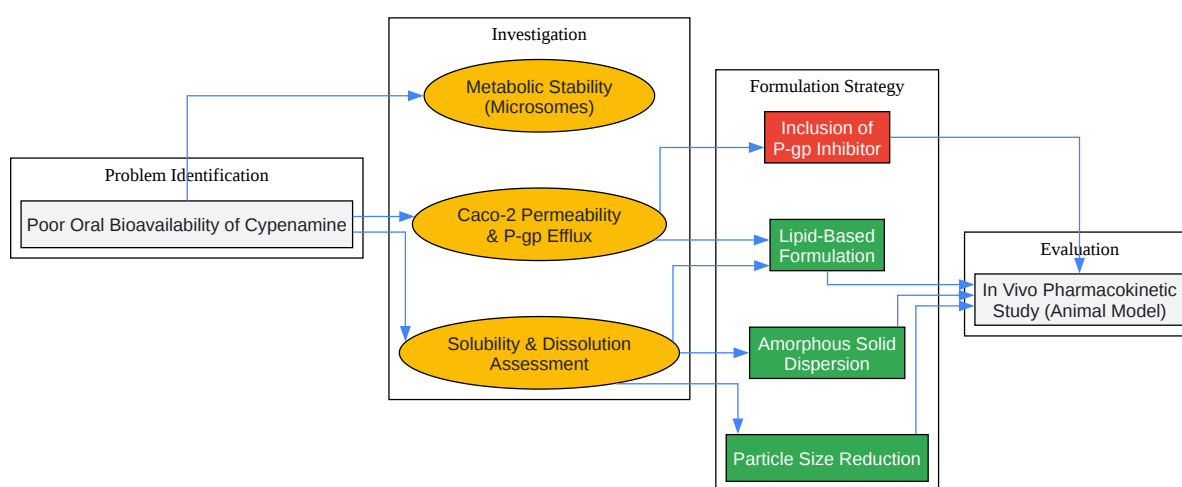 Problem Identification
Poor Oral Bioavailability of Cypenamine
Investigation
Metabolic Stability
(Microsomes)
Caco-2 Permeability
& P-gp Efflux
Solubility & Dissolution
Assessment
Formulation Strategy
Inclusion of
P-gp Inhibitor
Lipid-Based
Formulation
Amorphous Solid
Dispersion
Particle Size Reduction
Evaluation
In Vivo Pharmacokinetic
Study (Animal Model)